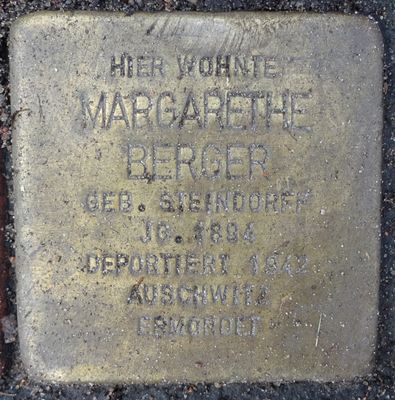 HIER WOHNTE
MARGARETHE
BERGER
GEB. STEINDORFF
JG. 1894
DEPORTIERT 1942
AUSCHWITZ
ERMORDET